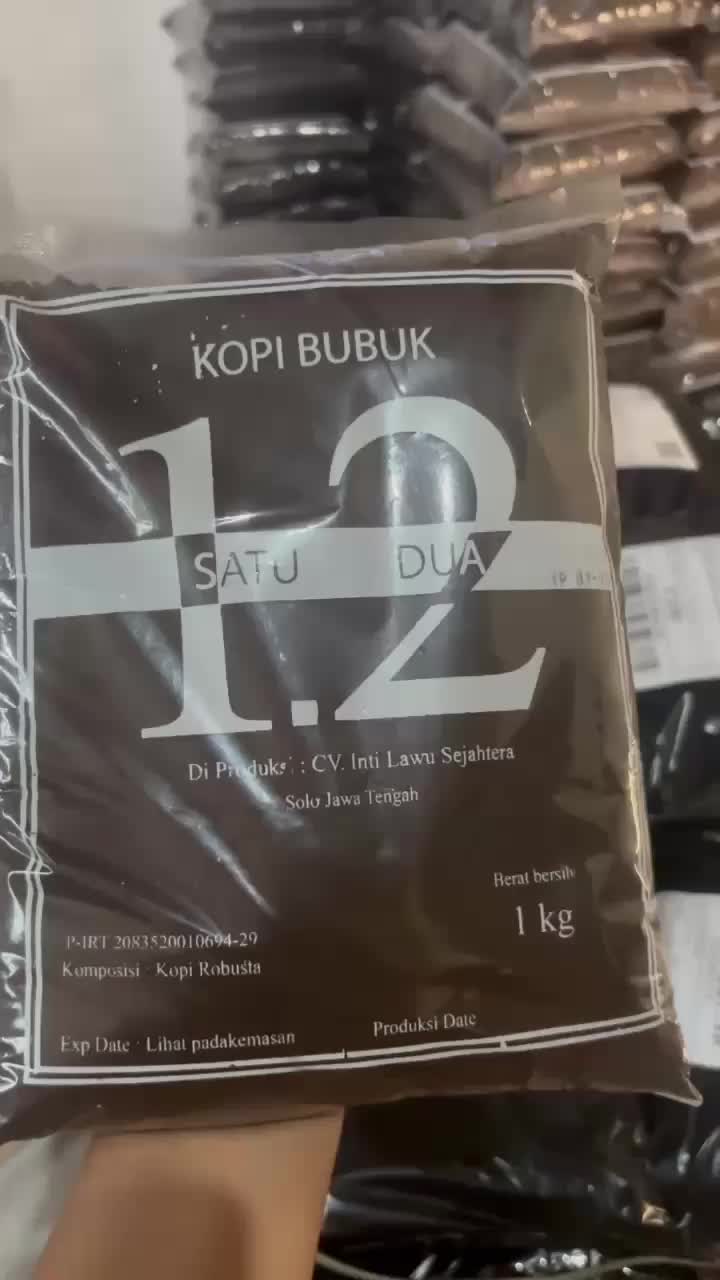 KOPI BUBUK
1.2
SATU DUA
Di Produksi : CV. Inti Lawu Sejahtera
Solo Jawa Tengah
Berat bersih
1 kg
P-IRT 2083520010694-29
Komposisi : Kopi Robusta
Exp Date : Lihat padakemasan
Produksi Date